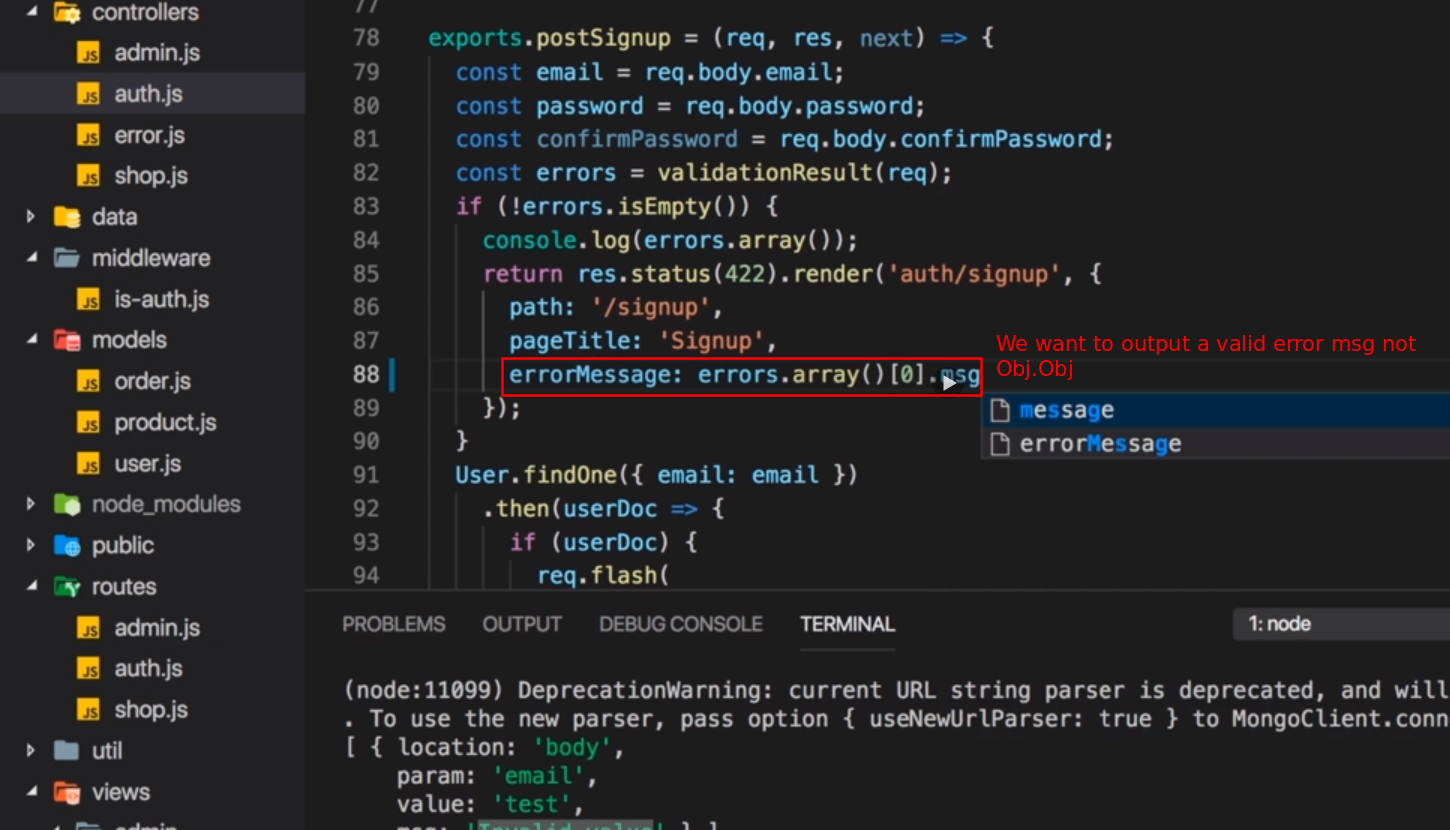 controllers
admin.js
auth.js
error.js
shop.js
data
middleware
is-auth.js
models
order.js
product.js
user.js
node_modules
public
routes
admin.js
auth.js
shop.js
util
views
admin
77
78 exports.postSignup = (req, res, next) => {
79 const email = req.body.email;
80 const password = req.body.password;
81 const confirmPassword = req.body.confirmPassword;
82 const errors = validationResult(req);
83 if (!errors.isEmpty()) {
84 console.log(errors.array());
85 return res.status(422).render('auth/signup', {
86 path: '/signup',
87 pageTitle: 'Signup',
88 errorMessage: errors.array()[0].msg
89 });
90 }
91 User.findOne({ email: email })
92 .then(userDoc => {
93 if (userDoc) {
94 req.flash(
We want to output a valid error msg not
Obj.Obj
message
errorMessage
PROBLEMS OUTPUT DEBUG CONSOLE TERMINAL 1: node
(node:11099) DeprecationWarning: current URL string parser is deprecated, and will
. To use the new parser, pass option { useNewUrlParser: true } to MongoClient.conn
[ { location: 'body',
param: 'email',
value: 'test',
msg: 'Invalid value' } ]